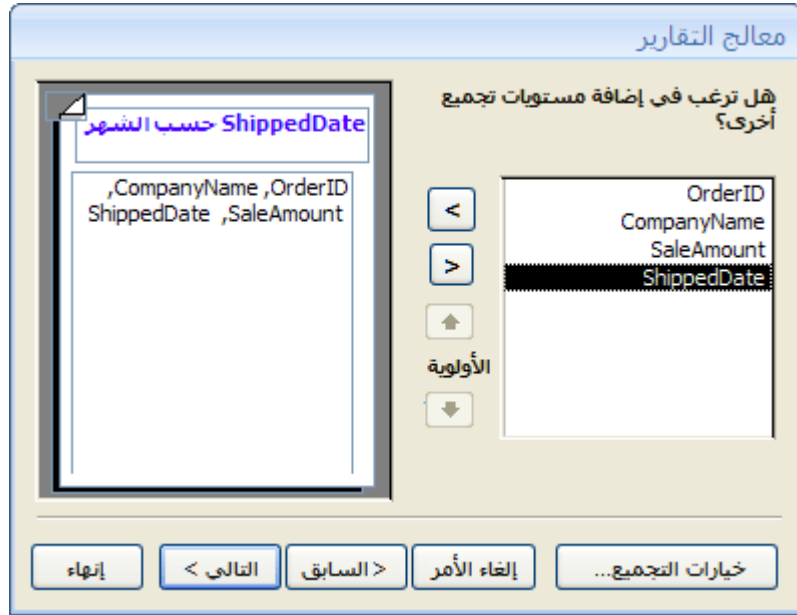 معالج التقارير
هل ترغب في إضافة مستويات تجميع
أخرى؟
OrderID
CompanyName
SaleAmount
ShippedDate
<
>
الأولوية
ShippedDate حسب الشهر
,CompanyName ,OrderID
ShippedDate ,SaleAmount
خيارات التجميع...
إلغاء الأمر
< السابق
التالي >
إنهاء